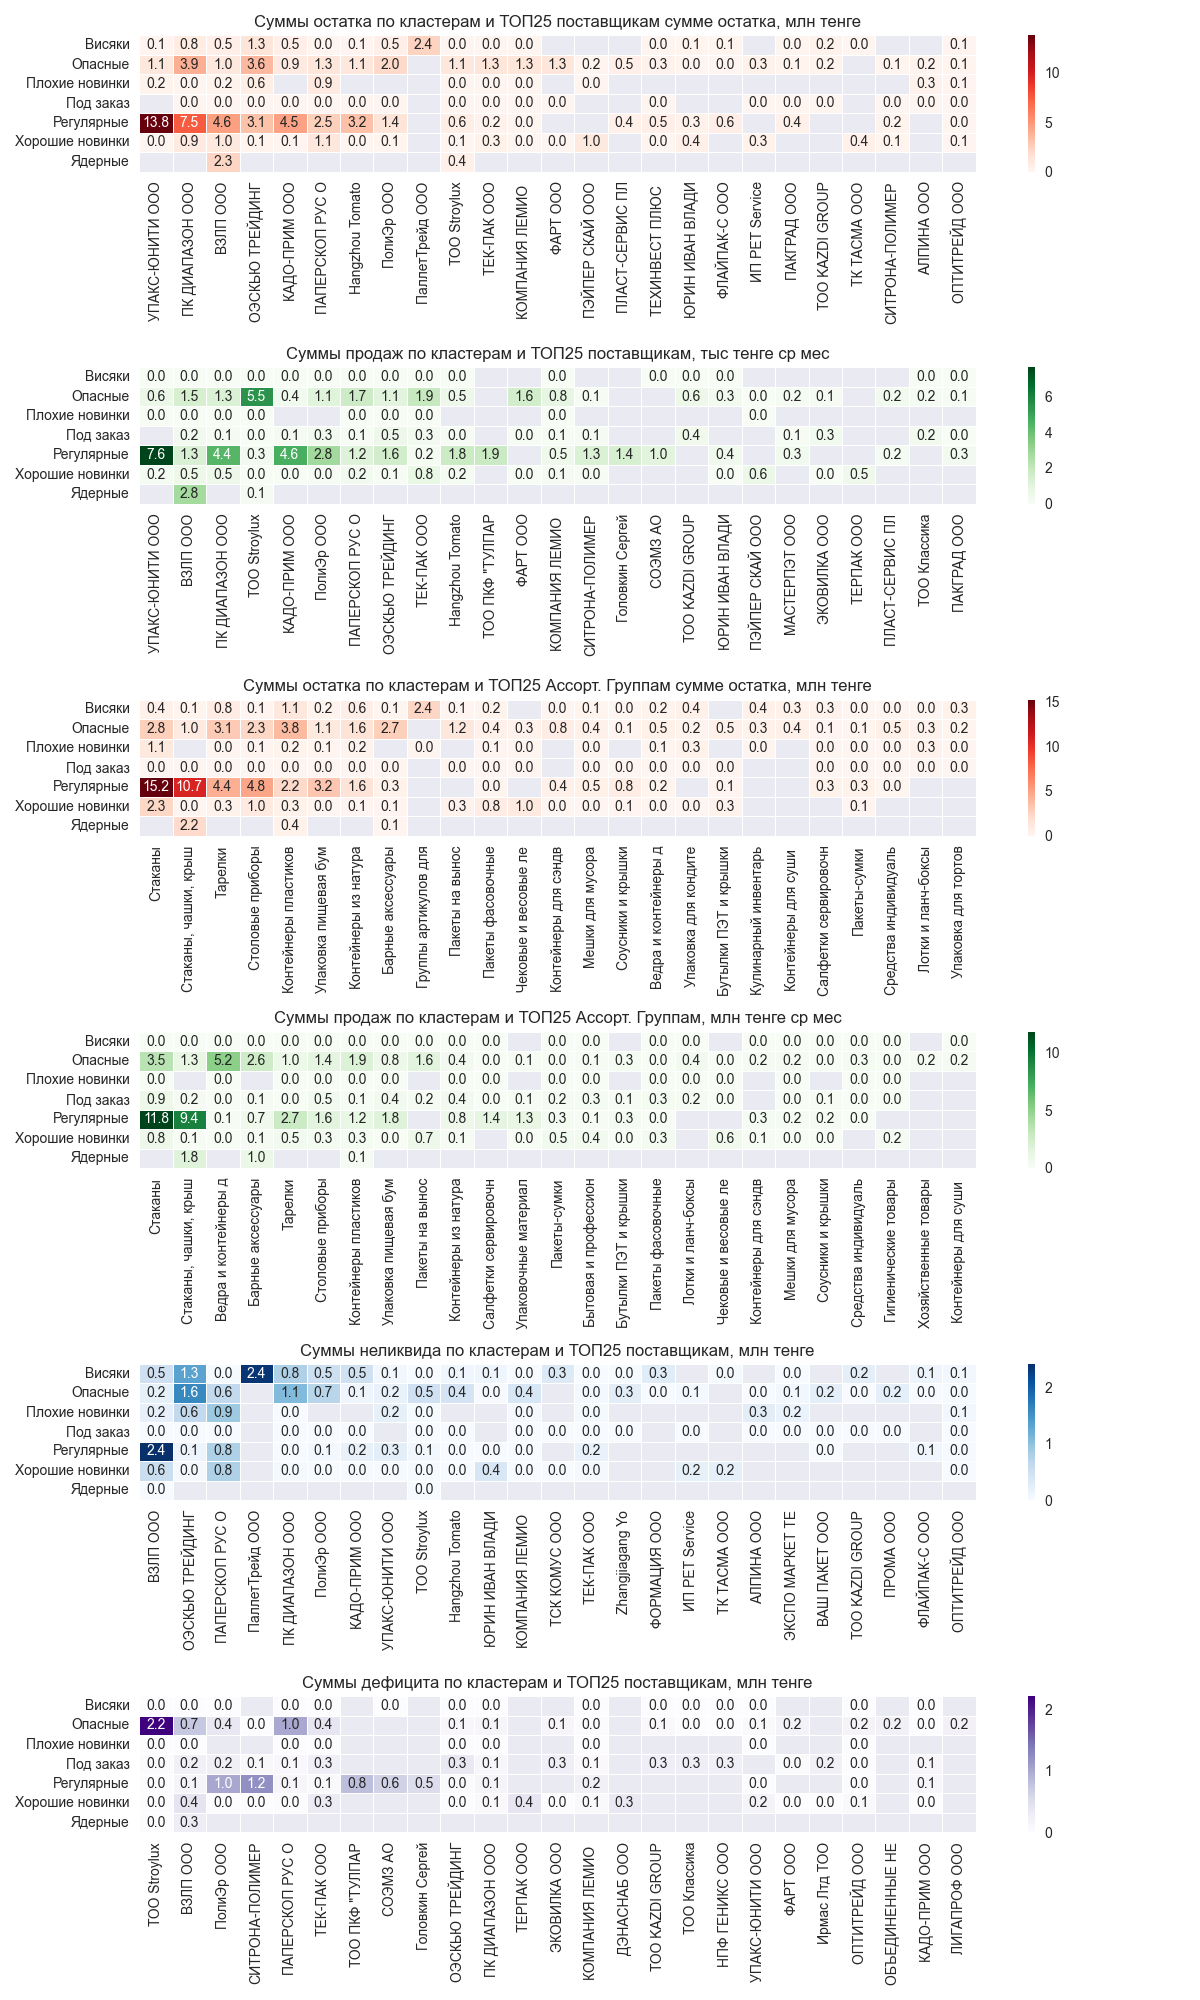 Суммы остатка по кластерам и ТОП25 поставщикам сумме остатка, млн тенге
Висяки 0.1 0.8 0.5 1.3 0.5 0.0 0.1 0.5 2.4 0.0 0.0 0.0 0.0 0.1 0.1 0.0 0.2 0.0 0.1
Опасные 1.1 3.9 1.0 3.6 0.9 1.3 1.1 2.0 1.1 1.3 1.3 1.3 0.2 0.5 0.3 0.0 0.0 0.3 0.1 0.2 0.1 0.2 0.1
Плохие новинки 0.2 0.0 0.2 0.6 0.9 0.0 0.0 0.0 0.0 0.3 0.1
Под заказ 0.0 0.0 0.0 0.0 0.0 0.0 0.0 0.0 0.0 0.0 0.0 0.0 0.0 0.0 0.0 0.0 0.0 0.0
Регулярные 13.8 7.5 4.6 3.1 4.5 2.5 3.2 1.4 0.6 0.2 0.0 0.4 0.5 0.3 0.6 0.4 0.2 0.0
Хорошие новинки 0.0 0.9 1.0 0.1 0.1 1.1 0.0 0.1 0.1 0.3 0.0 0.0 1.0 0.0 0.4 0.3 0.4 0.1 0.1
Ядерные 2.3 0.4
10
5
0
УПАКС-ЮНИТИ ООО
ПК ДИАПАЗОН ООО
ВЗЛП ООО
ОЭСКЬЮ ТРЕЙДИНГ
КАДО-ПРИМ ООО
ПАПЕРСКОП РУС О
Hangzhou Tomato
ПолиЭр ООО
ПаллетТрейд ООО
ТОО Stroylux
ТЕК-ПАК ООО
КОМПАНИЯ ЛЕМИО
ФАРТ ООО
ПЭЙПЕР СКАЙ ООО
ПЛАСТ-СЕРВИС ПЛ
ТЕХИНВЕСТ ПЛЮС
ЮРИН ИВАН ВЛАДИ
ФЛАЙПАК-С ООО
ИП PET Service
ПАКГРАД ООО
ТОО KAZDI GROUP
ТК ТАСМА ООО
СИТРОНА-ПОЛИМЕР
АЛПИНА ООО
ОПТИТРЕЙД ООО
Суммы продаж по кластерам и ТОП25 поставщикам, тыс тенге ср мес
Висяки 0.0 0.0 0.0 0.0 0.0 0.0 0.0 0.0 0.0 0.0 0.0 0.0 0.0 0.0 0.0 0.0
Опасные 0.6 1.5 1.3 5.5 0.4 1.1 1.7 1.1 1.9 0.5 1.6 0.8 0.1 0.6 0.3 0.0 0.2 0.1 0.2 0.2 0.1
Плохие новинки 0.0 0.0 0.0 0.0 0.0 0.0 0.0 0.0 0.0
Под заказ 0.2 0.1 0.0 0.1 0.3 0.1 0.5 0.3 0.0 0.0 0.1 0.1 0.4 0.1 0.3 0.2 0.0
Регулярные 7.6 1.3 4.4 0.3 4.6 2.8 1.2 1.6 0.2 1.8 1.9 0.5 1.3 1.4 1.0 0.4 0.3 0.2 0.3
Хорошие новинки 0.2 0.5 0.5 0.0 0.0 0.0 0.2 0.1 0.8 0.2 0.0 0.1 0.0 0.0 0.6 0.0 0.5
Ядерные 2.8 0.1
6
4
2
0
УПАКС-ЮНИТИ ООО
ВЗЛП ООО
ПК ДИАПАЗОН ООО
ТОО Stroylux
КАДО-ПРИМ ООО
ПолиЭр ООО
ПАПЕРСКОП РУС О
ОЭСКЬЮ ТРЕЙДИНГ
ТЕК-ПАК ООО
Hangzhou Tomato
ТОО ПКФ "ТУЛПАР
ФАРТ ООО
КОМПАНИЯ ЛЕМИО
СИТРОНА-ПОЛИМЕР
Головкин Сергей
СОЭМЗ АО
ТОО KAZDI GROUP
ЮРИН ИВАН ВЛАДИ
ПЭЙПЕР СКАЙ ООО
МАСТЕРПЭТ ООО
ЭКОВИЛКА ООО
ТЕРПАК ООО
ПЛАСТ-СЕРВИС ПЛ
ТОО Классика
ПАКГРАД ООО
Суммы остатка по кластерам и ТОП25 Ассорт. Группам сумме остатка, млн тенге
Висяки 0.4 0.1 0.8 0.1 1.1 0.2 0.6 0.1 2.4 0.1 0.2 0.0 0.1 0.0 0.2 0.4 0.4 0.3 0.3 0.0 0.0 0.0 0.3
Опасные 2.8 1.0 3.1 2.3 3.8 1.1 1.6 2.7 1.2 0.4 0.3 0.8 0.4 0.1 0.5 0.2 0.5 0.3 0.4 0.1 0.1 0.5 0.3 0.2
Плохие новинки 1.1 0.0 0.1 0.2 0.1 0.2 0.0 0.1 0.0 0.0 0.1 0.3 0.0 0.0 0.0 0.0 0.3 0.0
Под заказ 0.0 0.0 0.0 0.0 0.0 0.0 0.0 0.0 0.0 0.0 0.0 0.0 0.0 0.0 0.0 0.0 0.0 0.0 0.0 0.0 0.0
Регулярные 15.2 10.7 4.4 4.8 2.2 3.2 1.6 0.3 0.0 0.4 0.5 0.8 0.2 0.1 0.3 0.3 0.0
Хорошие новинки 2.3 0.0 0.3 1.0 0.3 0.0 0.1 0.1 0.3 0.8 1.0 0.0 0.0 0.1 0.0 0.0 0.3 0.1
Ядерные 2.2 0.4 0.1
15
10
5
0
Стаканы
Стаканы, чашки, крыш
Тарелки
Столовые приборы
Контейнеры пластиков
Упаковка пищевая бум
Контейнеры из натура
Барные аксессуары
Группы артикулов для
Пакеты на вынос
Пакеты фасовочные
Чековые и весовые ле
Контейнеры для сэндв
Мешки для мусора
Соусники и крышки
Ведра и контейнеры д
Упаковка для кондите
Бутылки ПЭТ и крышки
Кулинарный инвентарь
Контейнеры для суши
Салфетки сервировочн
Пакеты-сумки
Средства индивидуаль
Лотки и ланч-боксы
Упаковка для тортов
Суммы продаж по кластерам и ТОП25 Ассорт. Группам, млн тенге ср мес
Висяки 0.0 0.0 0.0 0.0 0.0 0.0 0.0 0.0 0.0 0.0 0.0 0.0 0.0 0.0 0.0 0.0 0.0 0.0 0.0 0.0 0.0
Опасные 3.5 1.3 5.2 2.6 1.0 1.4 1.9 0.8 1.6 0.4 0.0 0.1 0.0 0.1 0.3 0.0 0.4 0.0 0.2 0.2 0.0 0.3 0.0 0.2 0.2
Плохие новинки 0.0 0.0 0.0 0.0 0.0 0.0 0.0 0.0 0.0 0.0 0.0 0.0 0.0 0.0 0.0 0.0 0.0
Под заказ 0.9 0.2 0.0 0.1 0.0 0.5 0.1 0.4 0.2 0.4 0.0 0.1 0.2 0.3 0.1 0.3 0.2 0.0 0.0 0.1 0.0 0.0
Регулярные 11.8 9.4 0.1 0.7 2.7 1.6 1.2 1.8 0.8 1.4 1.3 0.3 0.1 0.3 0.0 0.3 0.2 0.2 0.0
Хорошие новинки 0.8 0.1 0.0 0.1 0.5 0.3 0.3 0.0 0.7 0.1 0.0 0.5 0.4 0.0 0.3 0.6 0.1 0.0 0.0 0.2
Ядерные 1.8 1.0 0.1
10
5
0
Стаканы
Стаканы, чашки, крыш
Ведра и контейнеры д
Барные аксессуары
Тарелки
Столовые приборы
Контейнеры пластиков
Упаковка пищевая бум
Пакеты на вынос
Контейнеры из натура
Салфетки сервировочн
Упаковочные материал
Пакеты-сумки
Бытовая и профессион
Бутылки ПЭТ и крышки
Пакеты фасовочные
Лотки и ланч-боксы
Чековые и весовые ле
Контейнеры для сэндв
Мешки для мусора
Соусники и крышки
Средства индивидуаль
Гигиенические товары
Хозяйственные товары
Контейнеры для суши
Суммы неликвида по кластерам и ТОП25 поставщикам, млн тенге
Висяки 0.5 1.3 0.0 2.4 0.8 0.5 0.5 0.1 0.0 0.1 0.1 0.0 0.3 0.0 0.0 0.3 0.0 0.0 0.2 0.1 0.1
Опасные 0.2 1.6 0.6 1.1 0.7 0.1 0.2 0.5 0.4 0.0 0.4 0.0 0.3 0.0 0.1 0.0 0.1 0.2 0.0 0.2 0.0 0.0
Плохие новинки 0.2 0.6 0.9 0.0 0.2 0.0 0.0 0.0 0.3 0.2 0.1
Под заказ 0.0 0.0 0.0 0.0 0.0 0.0 0.0 0.0 0.0 0.0 0.0 0.0 0.0 0.0 0.0 0.0 0.0 0.0 0.0 0.0 0.0 0.0
Регулярные 2.4 0.1 0.8 0.0 0.1 0.2 0.3 0.1 0.0 0.0 0.0 0.2 0.0 0.1 0.0
Хорошие новинки 0.6 0.0 0.8 0.0 0.0 0.0 0.0 0.0 0.0 0.4 0.0 0.0 0.0 0.2 0.2 0.0
Ядерные 0.0 0.0
2
1
0
ВЗЛП ООО
ОЭСКЬЮ ТРЕЙДИНГ
ПАПЕРСКОП РУС О
ПаллетТрейд ООО
ПК ДИАПАЗОН ООО
ПолиЭр ООО
КАДО-ПРИМ ООО
УПАКС-ЮНИТИ ООО
ТОО Stroylux
Hangzhou Tomato
ЮРИН ИВАН ВЛАДИ
КОМПАНИЯ ЛЕМИО
ТСК КОМУС ООО
ТЕК-ПАК ООО
Zhangjiagang Yo
ФОРМАЦИЯ ООО
ИП PET Service
ТК ТАСМА ООО
АЛПИНА ООО
ЭКСПО МАРКЕТ ТЕ
ВАШ ПАКЕТ ООО
ТОО KAZDI GROUP
ПРОМА ООО
ФЛАЙПАК-С ООО
ОПТИТРЕЙД ООО
Суммы дефицита по кластерам и ТОП25 поставщикам, млн тенге
Висяки 0.0 0.0 0.0 0.0 0.0 0.0 0.0 0.0 0.0 0.0 0.0 0.0 0.0 0.0 0.0
Опасные 2.2 0.7 0.4 0.0 1.0 0.4 0.1 0.1 0.1 0.0 0.1 0.0 0.0 0.1 0.2 0.2 0.2 0.0 0.2
Плохие новинки 0.0 0.0 0.0 0.0 0.0 0.0 0.0 0.0
Под заказ 0.0 0.2 0.2 0.1 0.1 0.3 0.3 0.1 0.3 0.1 0.3 0.3 0.3 0.0 0.2 0.0 0.1
Регулярные 0.0 0.1 1.0 1.2 0.1 0.1 0.8 0.6 0.5 0.0 0.1 0.2 0.0 0.0 0.1
Хорошие новинки 0.0 0.4 0.0 0.0 0.0 0.3 0.0 0.1 0.4 0.0 0.1 0.3 0.2 0.0 0.0 0.1 0.0
Ядерные 0.0 0.3
2
1
0
ТОО Stroylux
ВЗЛП ООО
ПолиЭр ООО
СИТРОНА-ПОЛИМЕР
ПАПЕРСКОП РУС О
ТЕК-ПАК ООО
ТОО ПКФ "ТУЛПАР
СОЭМЗ АО
Головкин Сергей
ОЭСКЬЮ ТРЕЙДИНГ
ПК ДИАПАЗОН ООО
ТЕРПАК ООО
ЭКОВИЛКА ООО
КОМПАНИЯ ЛЕМИО
ДЭНАСНАБ ООО
ТОО KAZDI GROUP
ТОО Классика
НПФ ГЕНИКС ООО
УПАКС-ЮНИТИ ООО
ФАРТ ООО
Ирмас Лтд ТОО
ОПТИТРЕЙД ООО
ОБЪЕДИНЕННЫЕ НЕ
КАДО-ПРИМ ООО
ЛИГАПРОФ ООО